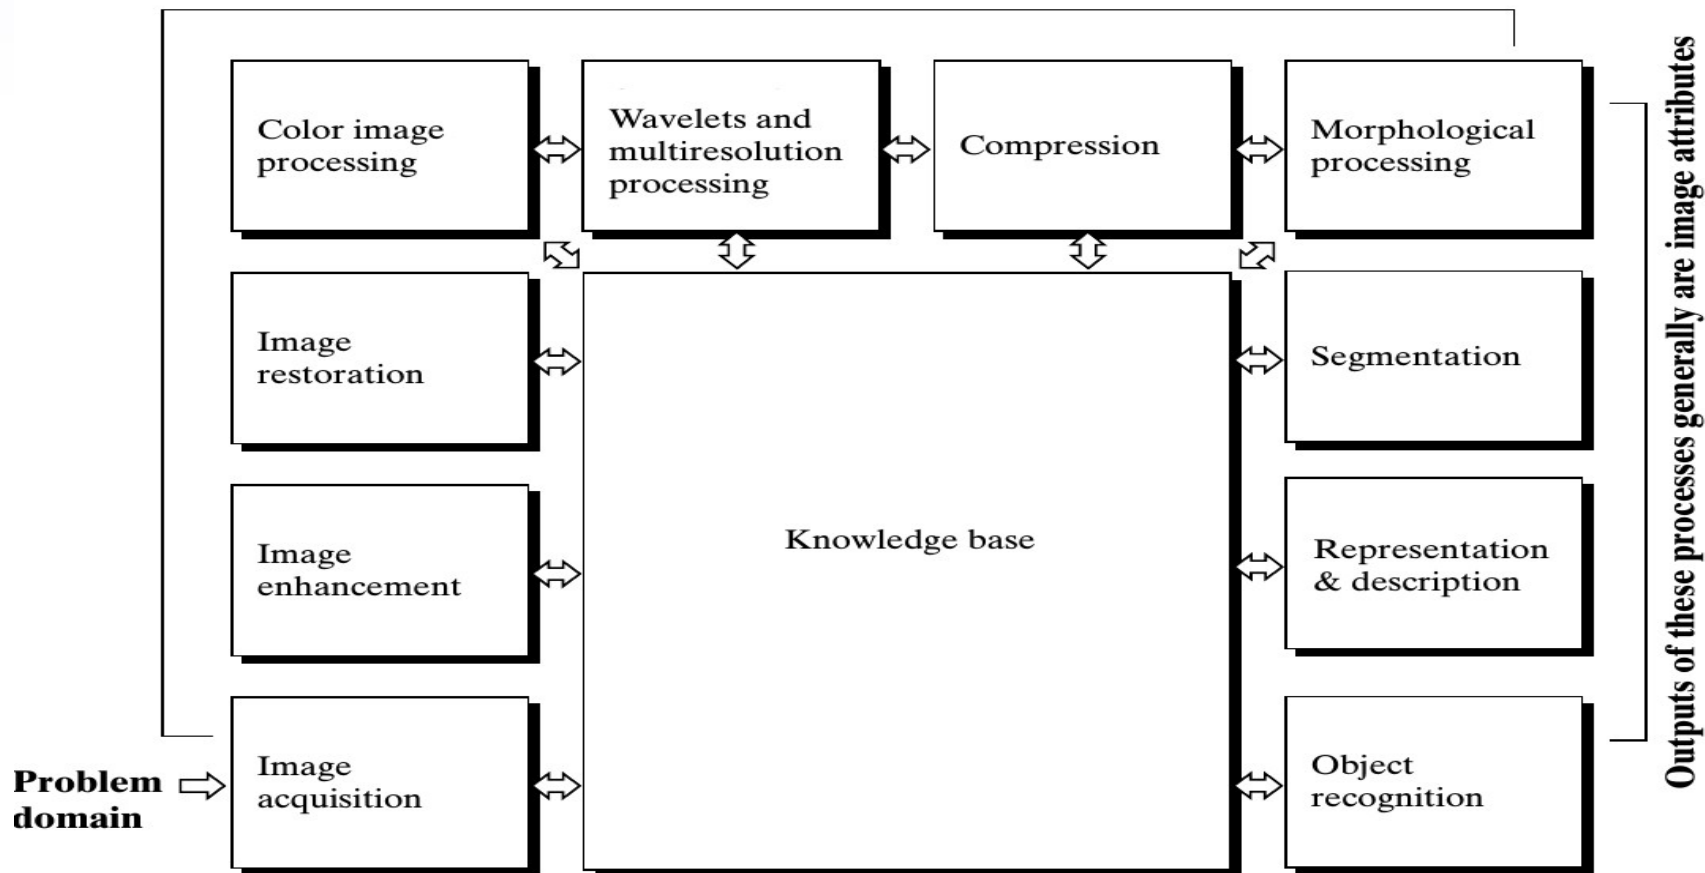 Color image
processing
Wavelets and
multiresolution
processing
Compression
Morphological
processing
Image
restoration
Segmentation
Image
enhancement
Knowledge base
Representation
& description
Problem
domain
Image
acquisition
Object
recognition
Outputs of these processes generally are image attributes